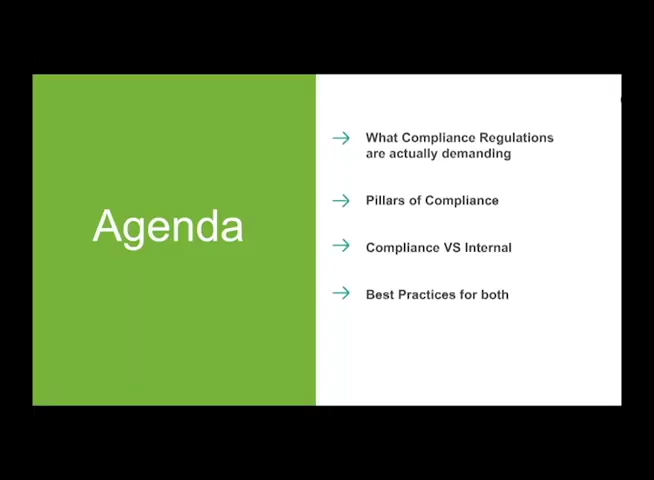 Agenda
What Compliance Regulations
are actually demanding
Pillars of Compliance
Compliance VS Internal
Best Practices for both